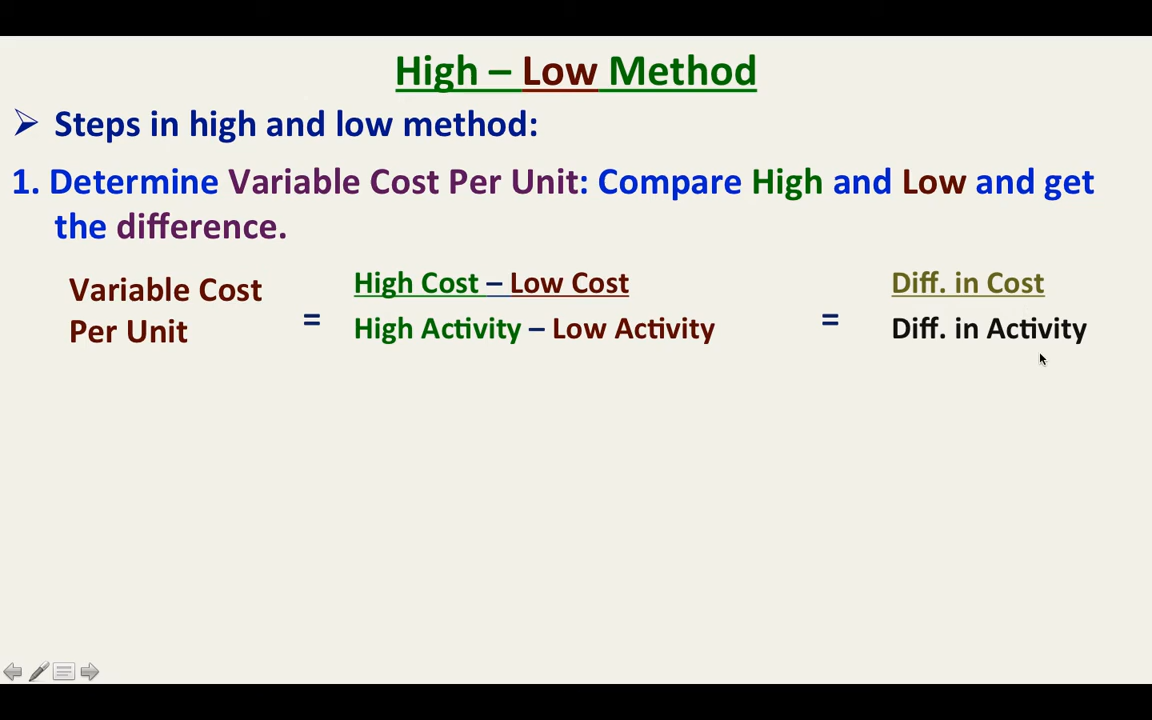 High – Low Method
➢ Steps in high and low method:
1. Determine Variable Cost Per Unit: Compare High and Low and get
the difference.
Variable Cost
Per Unit
=
High Cost – Low Cost
High Activity – Low Activity
=
Diff. in Cost
Diff. in Activity